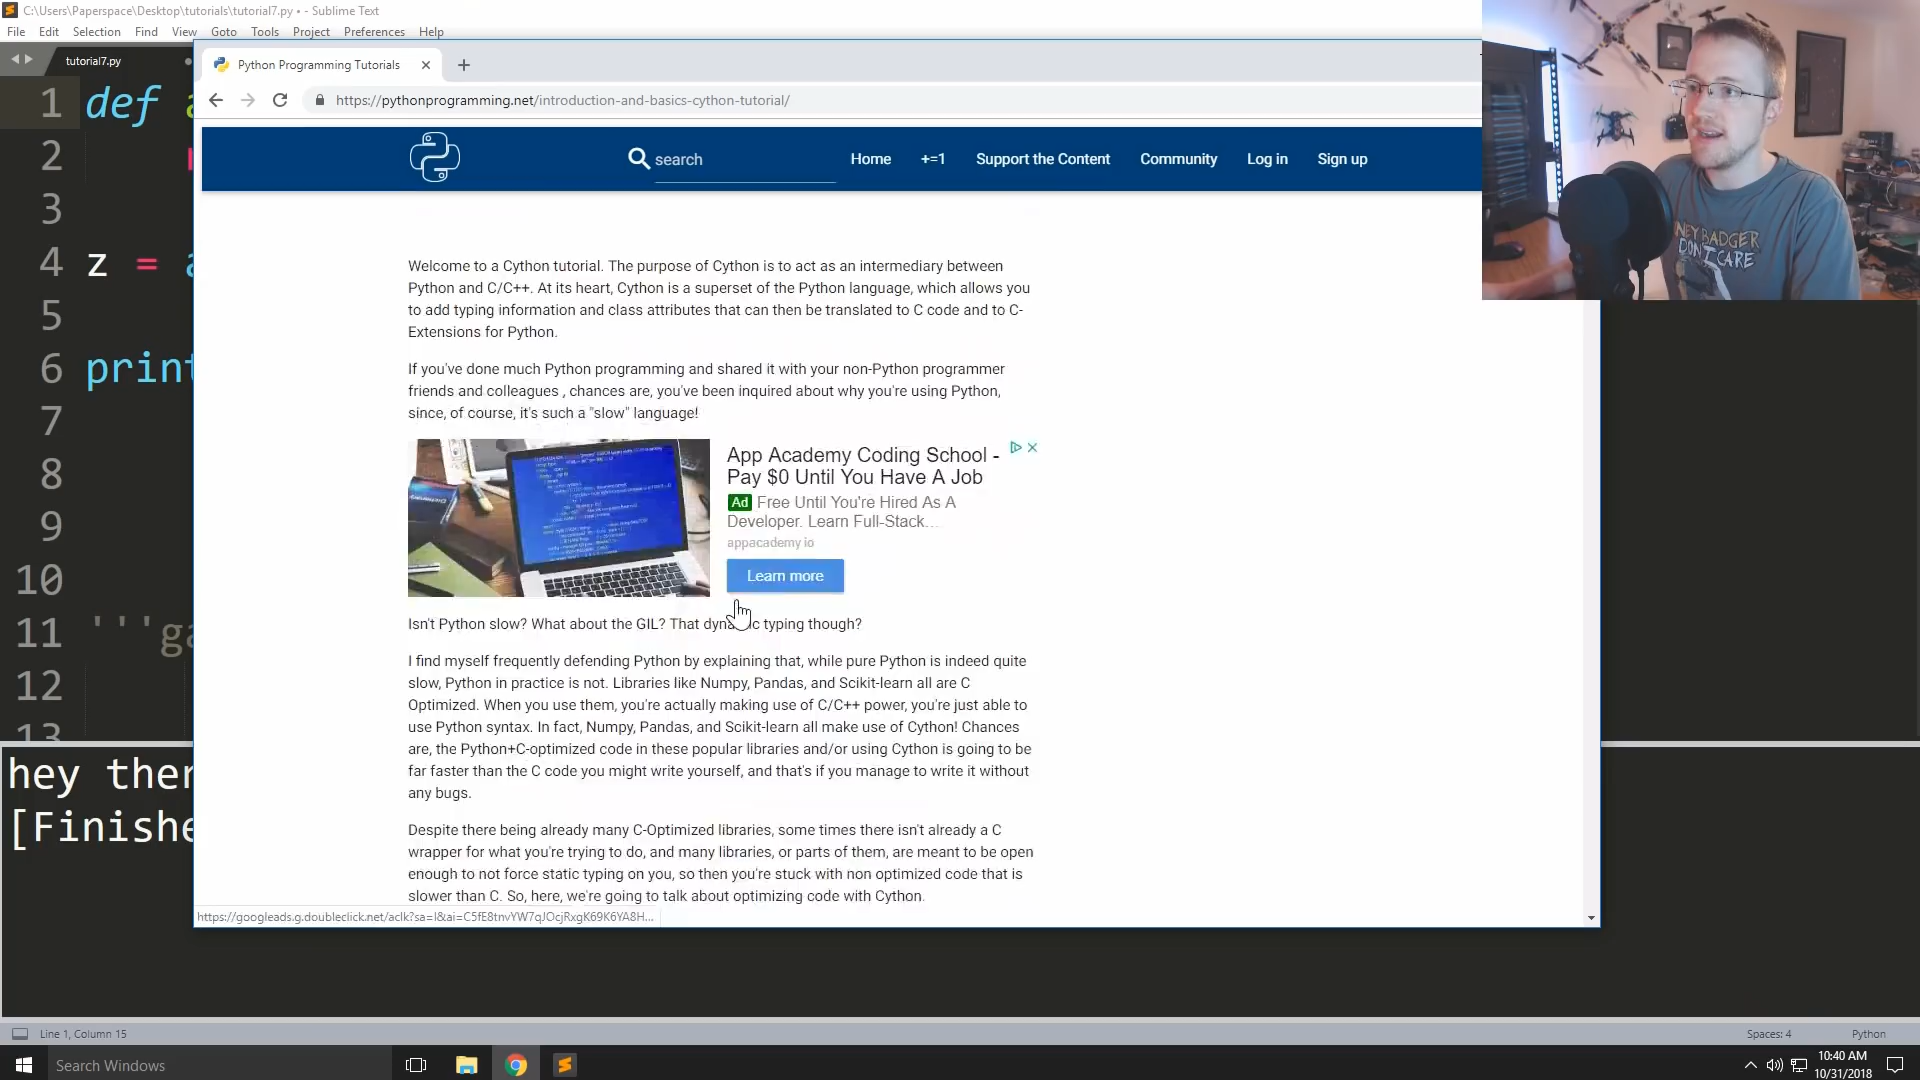 C:\Users\Paperspace\Desktop\tutorials\tutorial7.py • - Sublime Text
File Edit Selection Find View Goto Tools Project Preferences Help
tutorial7.py
Python Programming Tutorials
https://pythonprogramming.net/introduction-and-basics-cython-tutorial/
search
Home
+=1
Support the Content
Community
Log in
Sign up
NEY BADGER
DON'T CARE
1 def
2
3
4 z =
5
6 print
7
8
9
10
11 '''ga
12
13
Welcome to a Cython tutorial. The purpose of Cython is to act as an intermediary between
Python and C/C++. At its heart, Cython is a superset of the Python language, which allows you
to add typing information and class attributes that can then be translated to C code and to C-
Extensions for Python.
If you've done much Python programming and shared it with your non-Python programmer
friends and colleagues , chances are, you've been inquired about why you're using Python,
since, of course, it's such a "slow" language!
App Academy Coding School -
Pay $0 Until You Have A Job
Ad Free Until You're Hired As A
Developer. Learn Full-Stack...
appacademy io
Learn more
Isn't Python slow? What about the GIL? That dynamic typing though?
I find myself frequently defending Python by explaining that, while pure Python is indeed quite
slow, Python in practice is not. Libraries like Numpy, Pandas, and Scikit-learn all are C
Optimized. When you use them, you're actually making use of C/C++ power, you're just able to
use Python syntax. In fact, Numpy, Pandas, and Scikit-learn all make use of Cython! Chances
are, the Python+C-optimized code in these popular libraries and/or using Cython is going to be
far faster than the C code you might write yourself, and that's if you manage to write it without
any bugs.
Despite there being already many C-Optimized libraries, some times there isn't already a C
wrapper for what you're trying to do, and many libraries, or parts of them, are meant to be open
enough to not force static typing on you, so then you're stuck with non optimized code that is
slower than C. So, here, we're going to talk about optimizing code with Cython.
https://googleads.g.doubleclick.net/aclk?sa=l&ai=C5fE8tnvYW7qJOcjRxgK69K6YA8H...
hey ther
[Finishe
Line 1, Column 15
Spaces: 4
Python
Search Windows
10:40 AM
10/31/2018